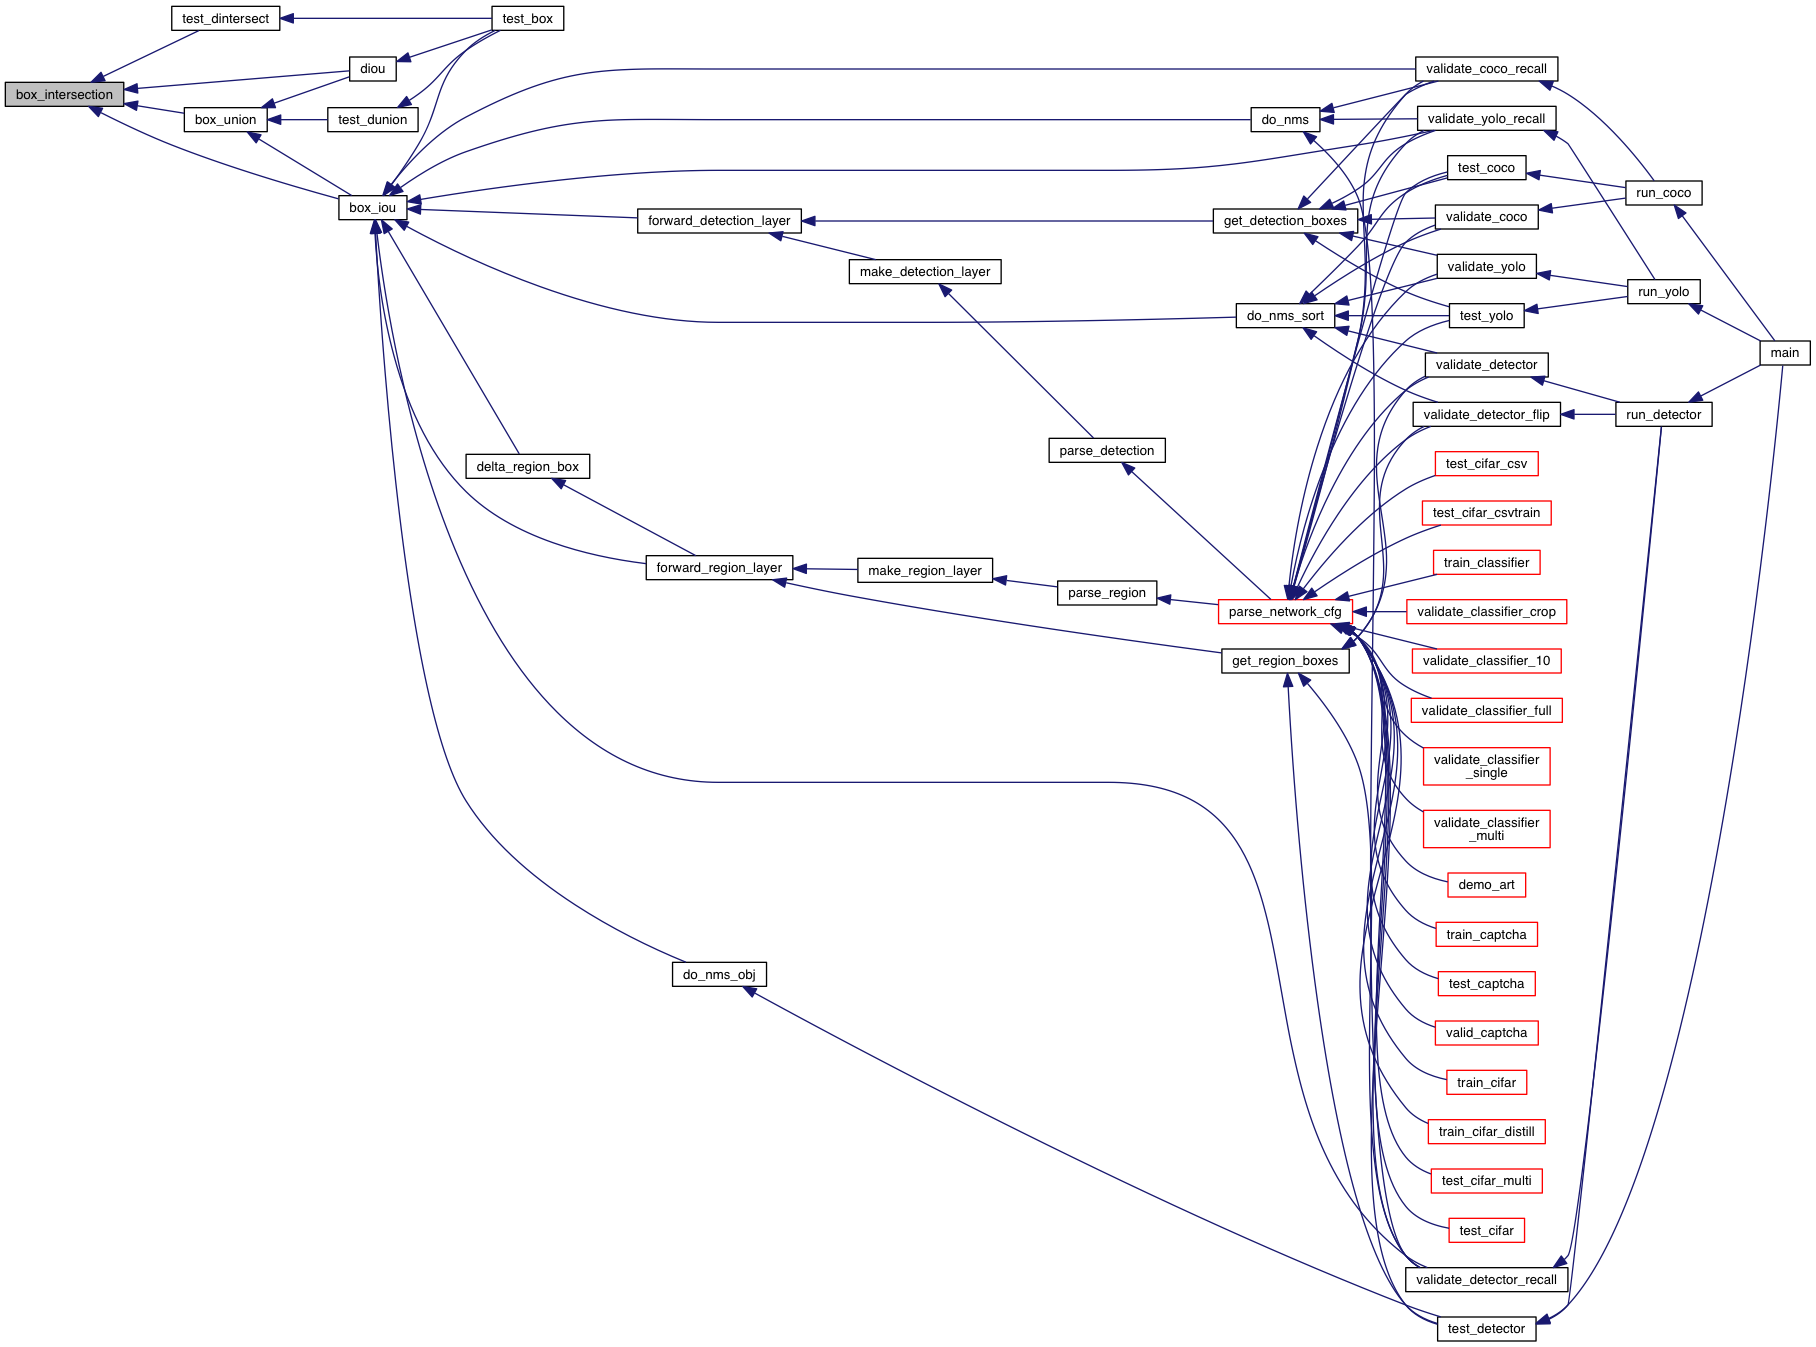 test_dintersect
test_box
diou
box_intersection
box_union
test_dunion
box_iou
validate_coco_recall
do_nms
validate_yolo_recall
test_coco
run_coco
forward_detection_layer
get_detection_boxes
validate_coco
make_detection_layer
validate_yolo
run_yolo
do_nms_sort
test_yolo
main
validate_detector
validate_detector_flip
run_detector
parse_detection
delta_region_box
test_cifar_csv
test_cifar_csvtrain
forward_region_layer
make_region_layer
train_classifier
parse_region
parse_network_cfg
validate_classifier_crop
get_region_boxes
validate_classifier_10
validate_classifier_full
validate_classifier
_single
validate_classifier
_multi
demo_art
train_captcha
do_nms_obj
test_captcha
valid_captcha
train_cifar
train_cifar_distill
test_cifar_multi
test_cifar
validate_detector_recall
test_detector